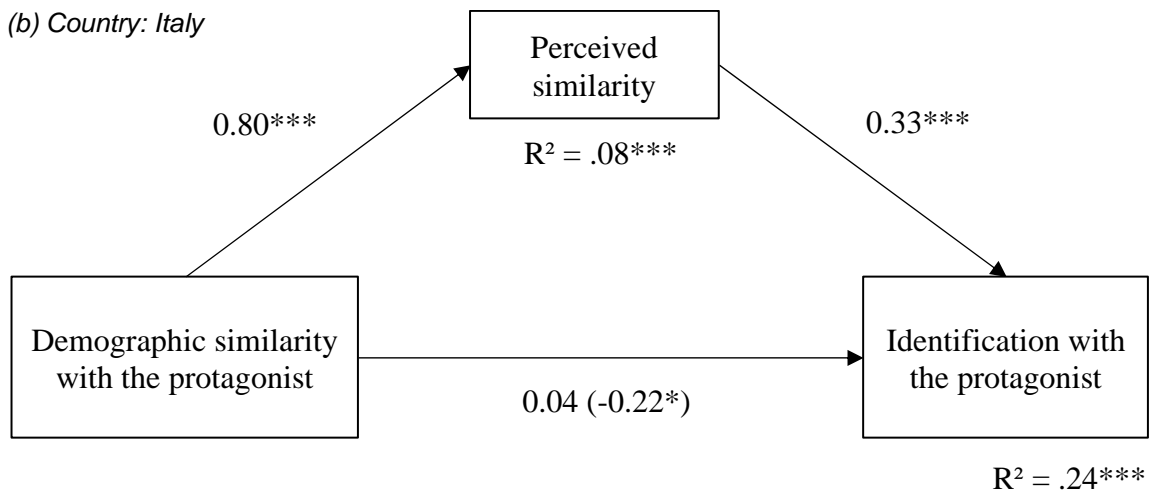 (b) Country: Italy
Perceived
similarity
0.80***
0.33***
R² = .08***
Demographic similarity
with the protagonist
Identification with
the protagonist
0.04 (-0.22*)
R² = .24***